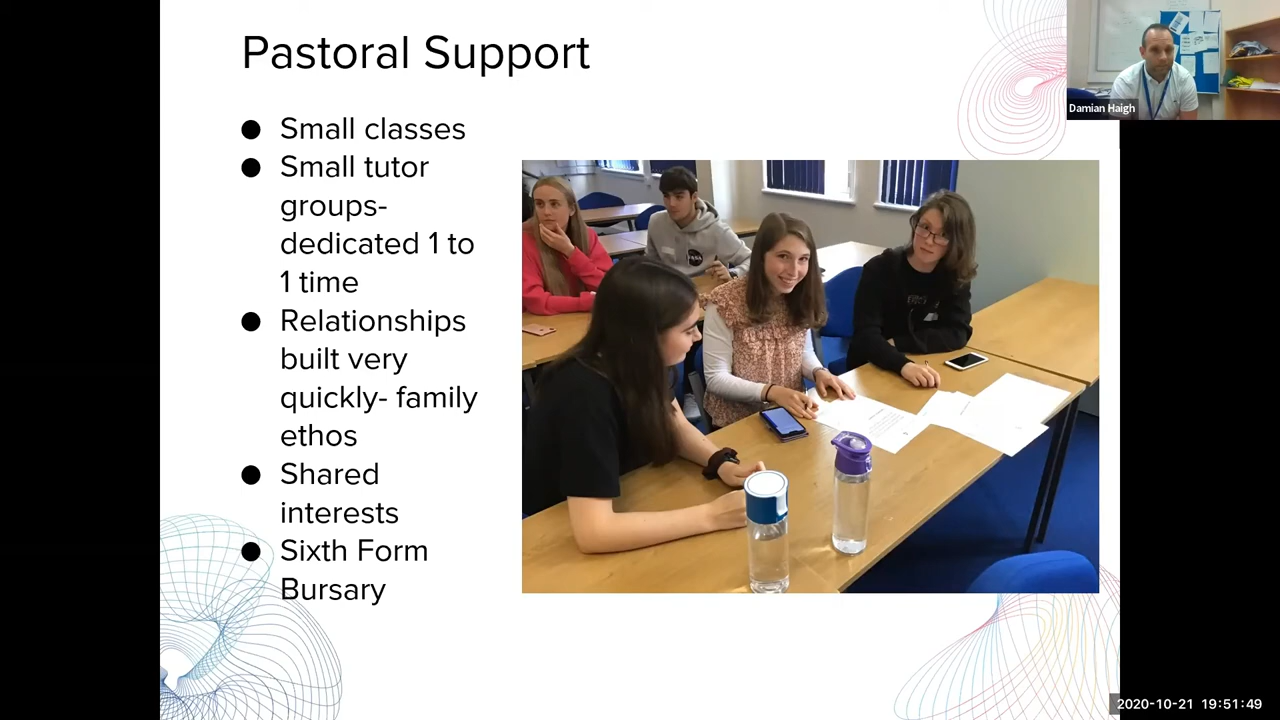 Pastoral Support
Damian Haigh
● Small classes
● Small tutor
groups-
dedicated 1 to
1 time
● Relationships
built very
quickly- family
ethos
● Shared
interests
● Sixth Form
Bursary
NASA
2020-10-21 19:51:49